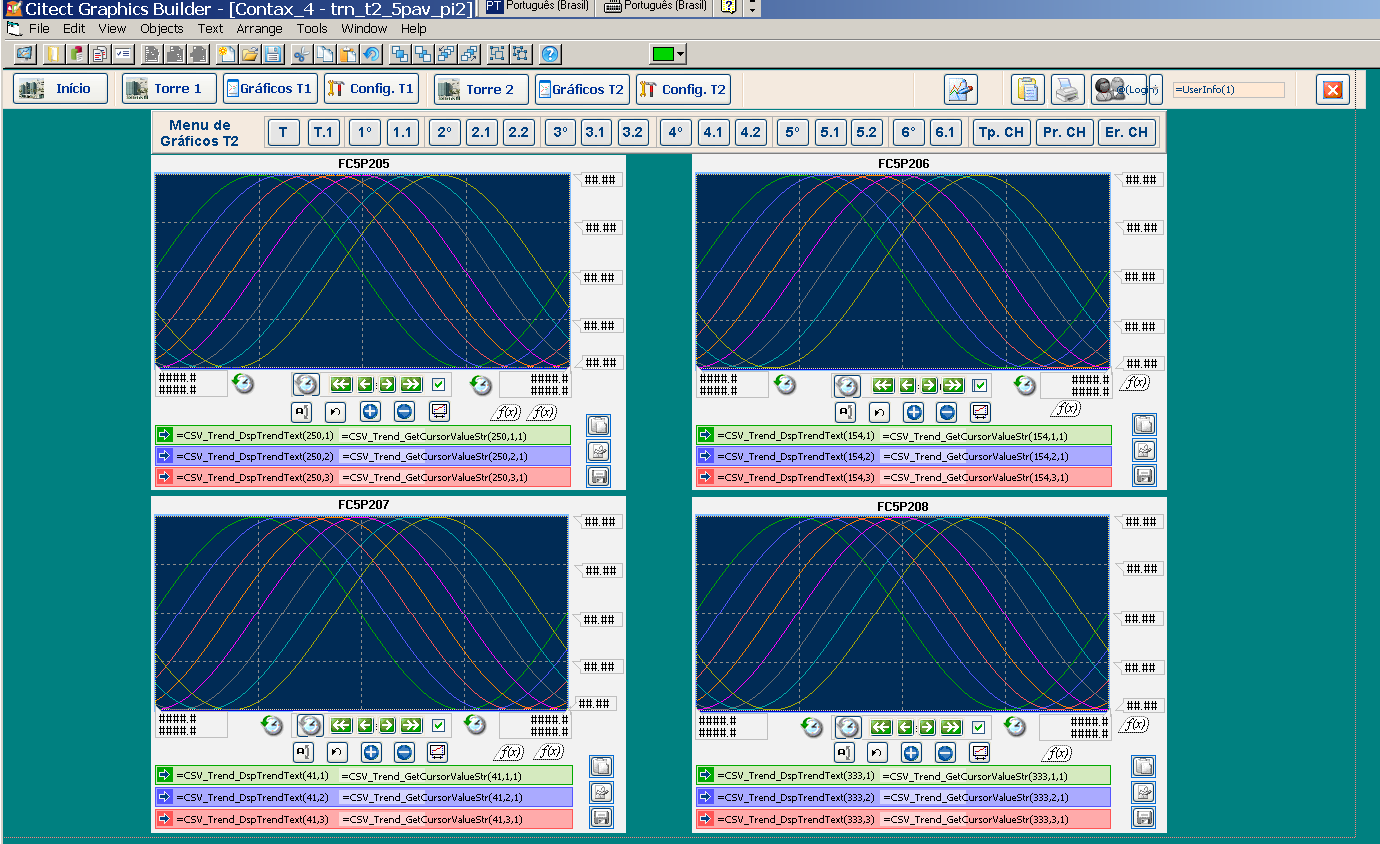 Citect Graphics Builder - [Contax_4 - trn_t2_5pav_pi2]
PT Português (Brasil) Português (Brasil)
File Edit View Objects Text Arrange Tools Window Help
Início Torre 1 Gráficos T1 Config. T1 Torre 2 Gráficos T2 Config. T2 =UserInfo(1)
Menu de
Gráficos T2
T T.1 1° 1.1 2° 2.1 2.2 3° 3.1 3.2 4° 4.1 4.2 5° 5.1 5.2 6° 6.1 Tp. CH Pr. CH Er. CH
FC5P205
##.##
##.##
##.##
##.##
##.##
####.#
####.#
####.#
####.#
A
f(x) f(x)
=CSV_Trend_DspTrendText(250,1) =CSV_Trend_GetCursorValueStr(250,1,1)
=CSV_Trend_DspTrendText(250,2) =CSV_Trend_GetCursorValueStr(250,2,1)
=CSV_Trend_DspTrendText(250,3) =CSV_Trend_GetCursorValueStr(250,3,1)
FC5P206
##.##
##.##
##.##
##.##
##.##
####.#
####.#
####.#
####.#
f(x)
A
f(x)
=CSV_Trend_DspTrendText(154,1) =CSV_Trend_GetCursorValueStr(154,1,1)
=CSV_Trend_DspTrendText(154,2) =CSV_Trend_GetCursorValueStr(154,2,1)
=CSV_Trend_DspTrendText(154,3) =CSV_Trend_GetCursorValueStr(154,3,1)
FC5P207
##.##
##.##
##.##
##.##
##.##
####.#
####.#
####.#
####.#
A
f(x) f(x)
=CSV_Trend_DspTrendText(41,1) =CSV_Trend_GetCursorValueStr(41,1,1)
=CSV_Trend_DspTrendText(41,2) =CSV_Trend_GetCursorValueStr(41,2,1)
=CSV_Trend_DspTrendText(41,3) =CSV_Trend_GetCursorValueStr(41,3,1)
FC5P208
##.##
##.##
##.##
##.##
##.##
####.#
####.#
####.#
####.#
f(x)
A
f(x)
=CSV_Trend_DspTrendText(333,1) =CSV_Trend_GetCursorValueStr(333,1,1)
=CSV_Trend_DspTrendText(333,2) =CSV_Trend_GetCursorValueStr(333,2,1)
=CSV_Trend_DspTrendText(333,3) =CSV_Trend_GetCursorValueStr(333,3,1)